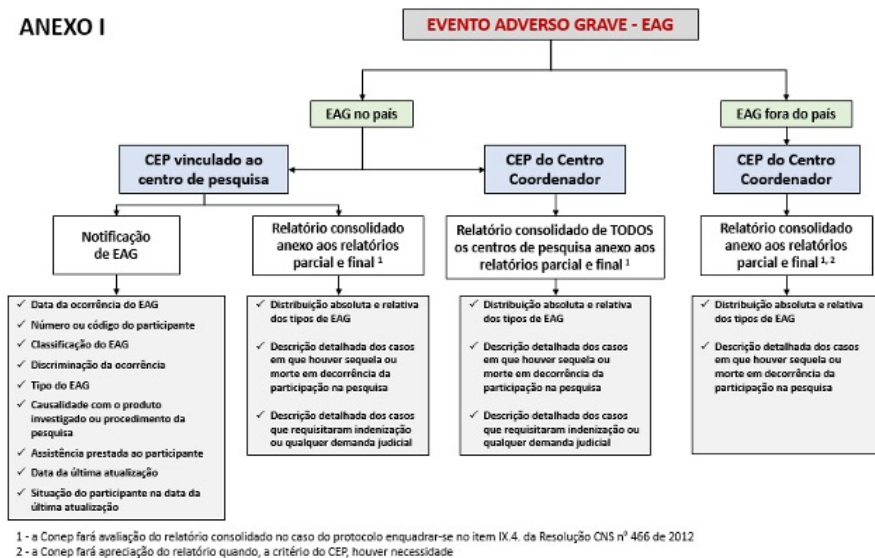 ANEXO I
EVENTO ADVERSO GRAVE - EAG
EAG no país
EAG fora do país
CEP vinculado ao
centro de pesquisa
CEP do Centro
Coordenador
CEP do Centro
Coordenador
Notificação
de EAG
Relatório consolidado
anexo aos relatórios
parcial e final ¹
Relatório consolidado de TODOS
os centros de pesquisa anexo aos
relatórios parcial e final ¹
Relatório consolidado
anexo aos relatórios
parcial e final ¹, ²
✓ Data da ocorrência do EAG
✓ Número ou código do participante
✓ Classificação do EAG
✓ Discriminação da ocorrência
✓ Tipo do EAG
✓ Causalidade com o produto
investigado ou procedimento da
pesquisa
✓ Assistência prestada ao participante
✓ Data da última atualização
✓ Situação do participante na data da
última atualização
✓ Distribuição absoluta e relativa
dos tipos de EAG
✓ Descrição detalhada dos casos
em que houver sequela ou
morte em decorrência da
participação na pesquisa
✓ Descrição detalhada dos casos
que requisitaram indenização
ou qualquer demanda judicial
✓ Distribuição absoluta e relativa
dos tipos de EAG
✓ Descrição detalhada dos casos
em que houver sequela ou
morte em decorrência da
participação na pesquisa
✓ Descrição detalhada dos casos
que requisitaram indenização
ou qualquer demanda judicial
✓ Distribuição absoluta e relativa
dos tipos de EAG
✓ Descrição detalhada dos casos
em que houver sequela ou
morte em decorrência da
participação na pesquisa
1 - a Conep fará avaliação do relatório consolidado no caso do protocolo enquadrar-se no item IX.4. da Resolução CNS nº 466 de 2012
2 - a Conep fará apreciação do relatório quando, a critério do CEP, houver necessidade